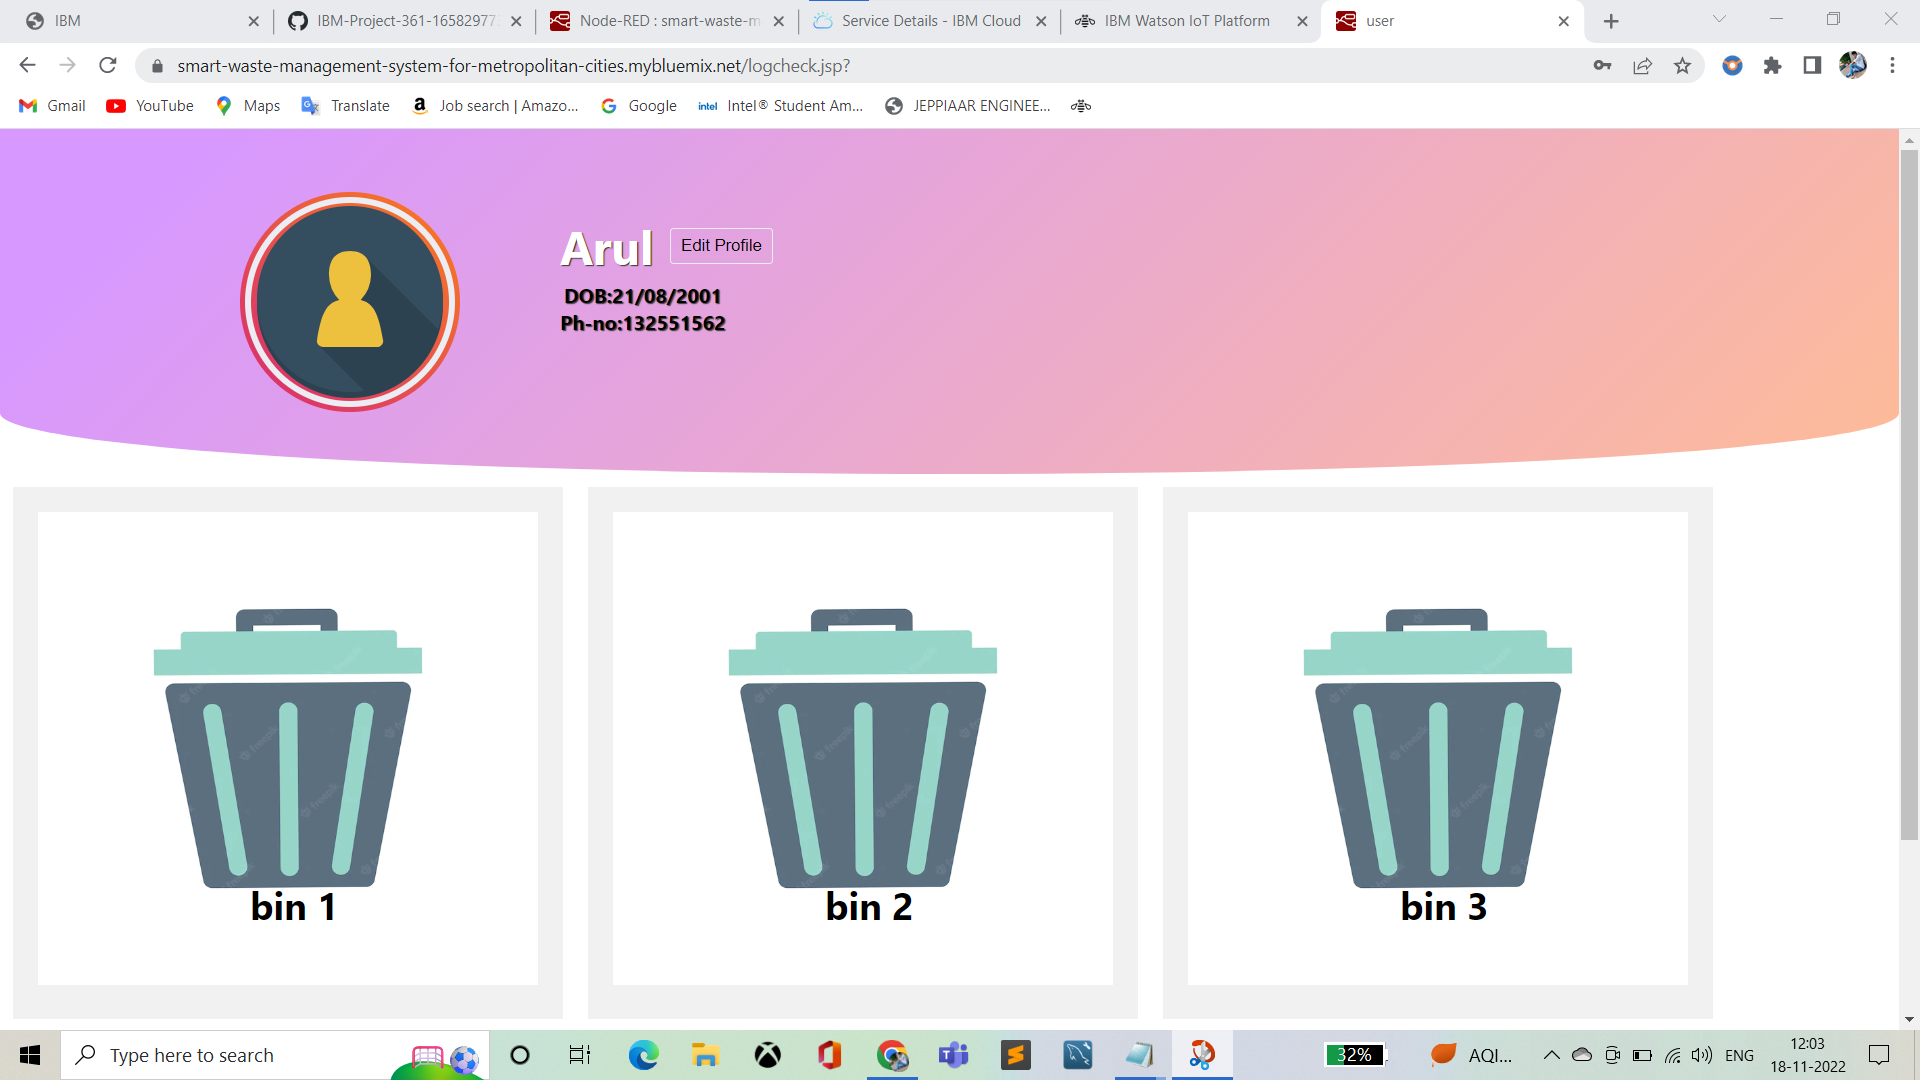 IBM
IBM-Project-361-165829773
Node-RED : smart-waste-m
Service Details - IBM Cloud
IBM Watson IoT Platform
user
smart-waste-management-system-for-metropolitan-cities.mybluemix.net/logcheck.jsp?
Gmail
YouTube
Maps
Translate
Job search | Amazo...
Google
intel
Intel® Student Am...
JEPPIAAR ENGINEE...
Arul
Edit Profile
DOB:21/08/2001
Ph-no:132551562
bin 1
bin 2
bin 3
Type here to search
32%
AQI...
ENG
12:03
18-11-2022